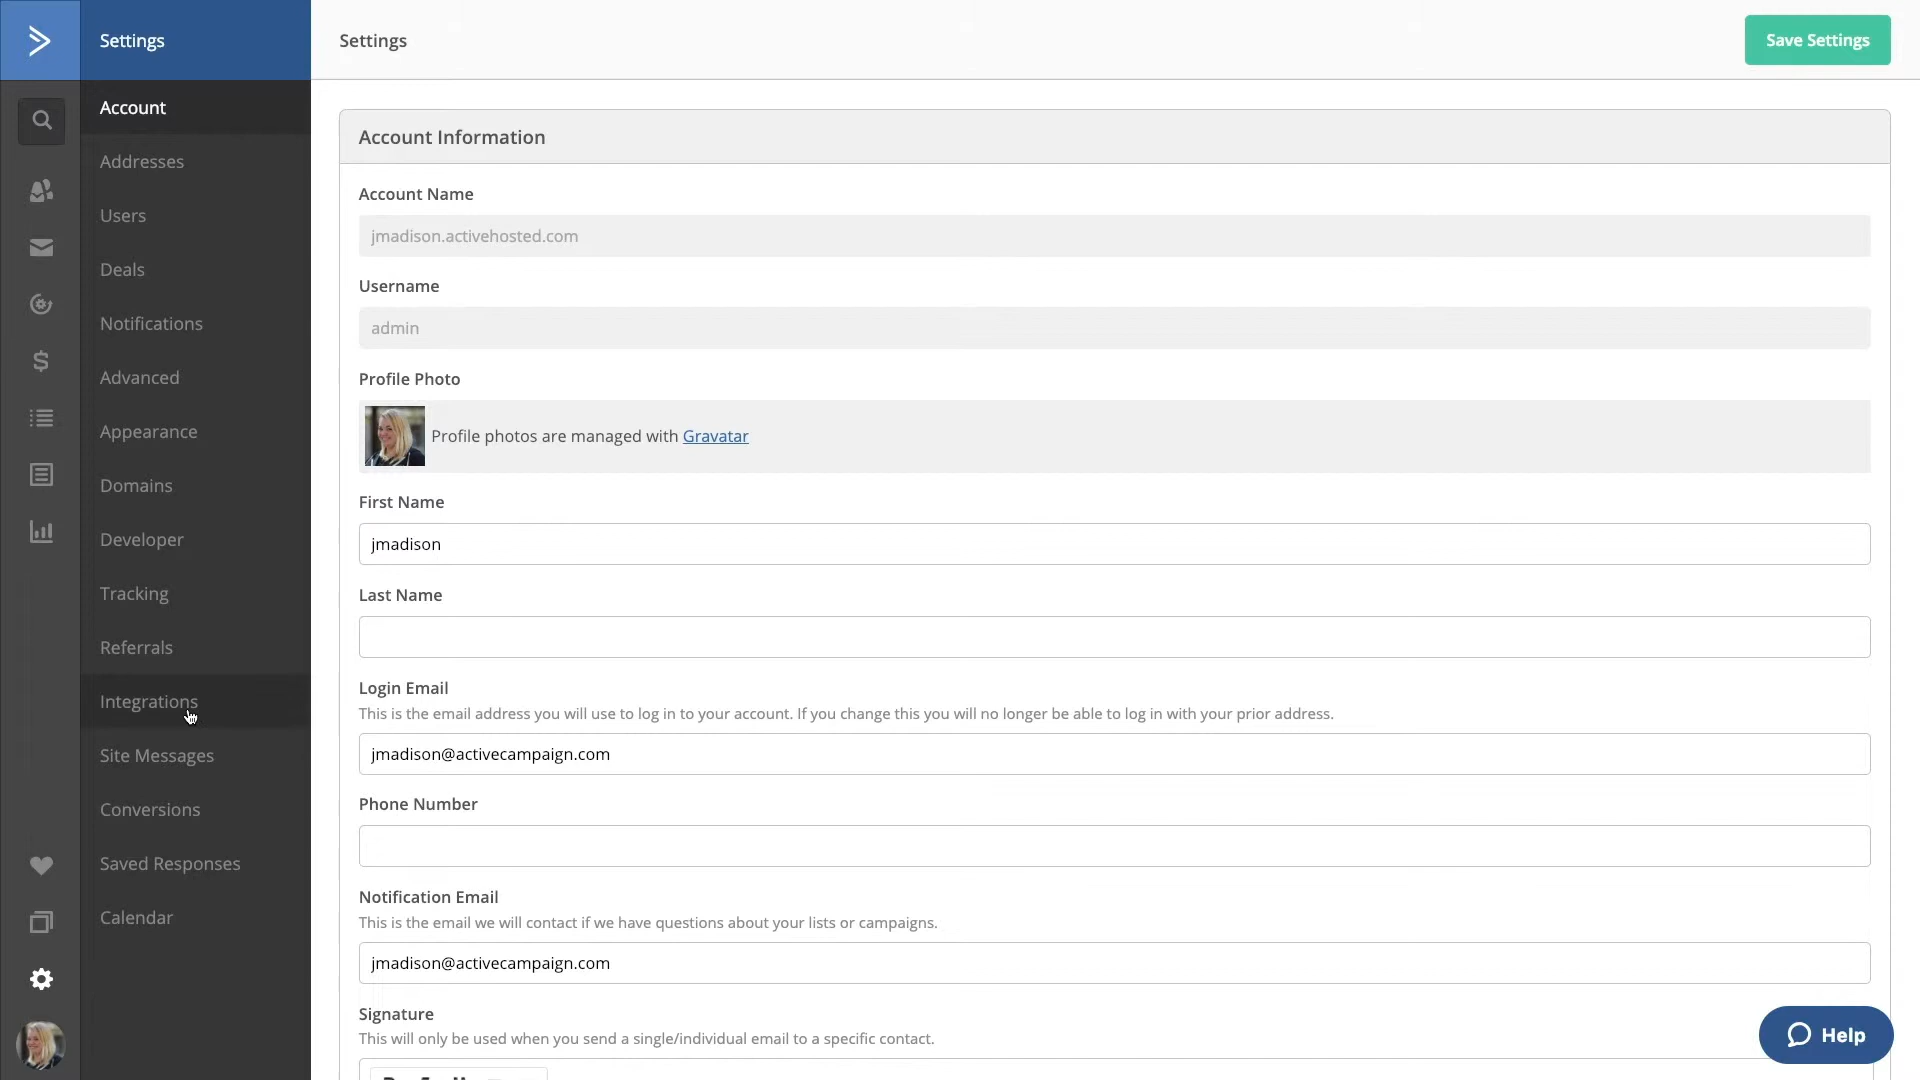 Settings
Account
Addresses
Users
Deals
Notifications
Advanced
Appearance
Domains
Developer
Tracking
Referrals
Integrations
Site Messages
Conversions
Saved Responses
Calendar
Settings
Save Settings
Account Information
Account Name
jmadison.activehosted.com
Username
admin
Profile Photo
Profile photos are managed with Gravatar
First Name
jmadison
Last Name
Login Email
This is the email address you will use to log in to your account. If you change this you will no longer be able to log in with your prior address.
jmadison@activecampaign.com
Phone Number
Notification Email
This is the email we will contact if we have questions about your lists or campaigns.
jmadison@activecampaign.com
Signature
This will only be used when you send a single/individual email to a specific contact.
Help